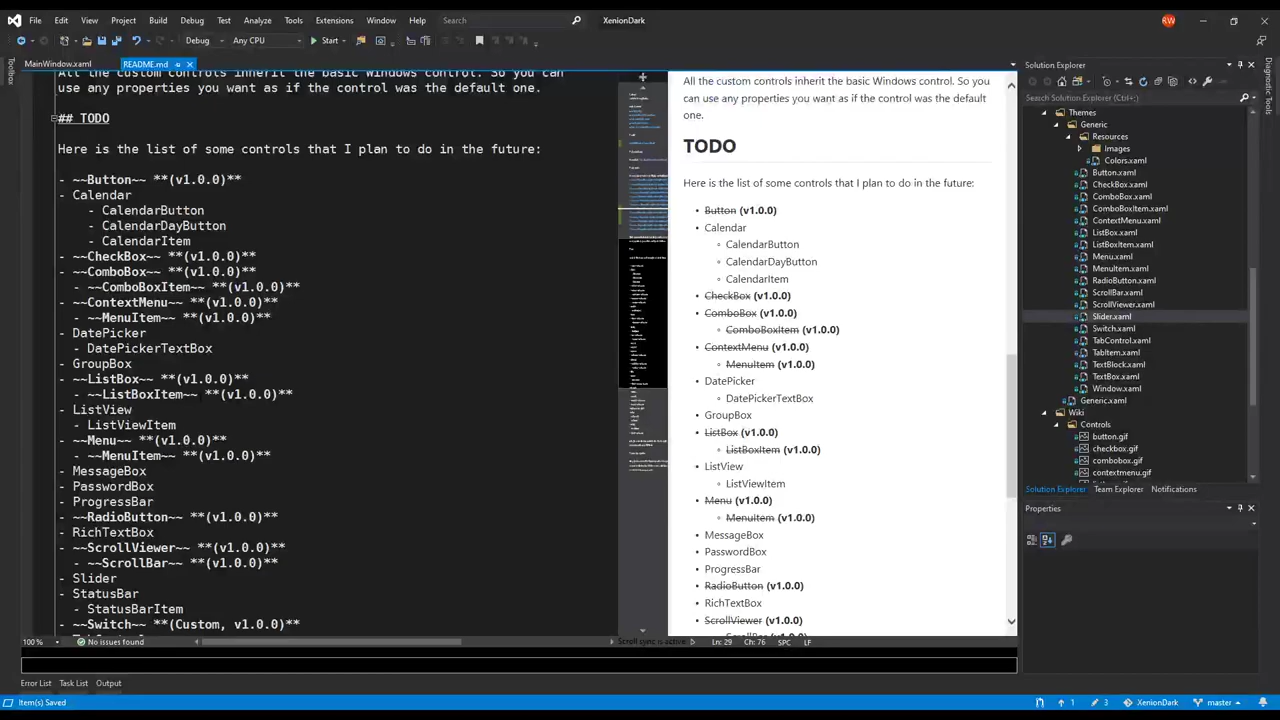 File Edit View Project Build Debug Test Analyze Tools Extensions Window Help Search XenionDark RW
Debug Any CPU Start
MainWindow.xaml README.md
Toolbox
All the custom controls inherit the basic Windows control. So you can
use any properties you want as if the control was the default one.
## TODO
Here is the list of some controls that I plan to do in the future:
- ~~Button~~ **(v1.0.0)**
- Calendar
- CalendarButton
- CalendarDayButton
- CalendarItem
- ~~CheckBox~~ **(v1.0.0)**
- ~~ComboBox~~ **(v1.0.0)**
- ~~ComboBoxItem~~ **(v1.0.0)**
- ~~ContextMenu~~ **(v1.0.0)**
- ~~MenuItem~~ **(v1.0.0)**
- DatePicker
- DatePickerTextBox
- GroupBox
- ~~ListBox~~ **(v1.0.0)**
- ~~ListBoxItem~~ **(v1.0.0)**
- ListView
- ListViewItem
- ~~Menu~~ **(v1.0.0)**
- ~~MenuItem~~ **(v1.0.0)**
- MessageBox
- PasswordBox
- ProgressBar
- ~~RadioButton~~ **(v1.0.0)**
- RichTextBox
- ~~ScrollViewer~~ **(v1.0.0)**
- ~~ScrollBar~~ **(v1.0.0)**
- Slider
- StatusBar
- StatusBarItem
- ~~Switch~~ **(Custom, v1.0.0)**
All the custom controls inherit the basic Windows control. So you
can use any properties you want as if the control was the default
one.
TODO
Here is the list of some controls that I plan to do in the future:
• Button (v1.0.0)
• Calendar
◦ CalendarButton
◦ CalendarDayButton
◦ CalendarItem
• CheckBox (v1.0.0)
• ComboBox (v1.0.0)
◦ ComboBoxItem (v1.0.0)
• ContextMenu (v1.0.0)
◦ MenuItem (v1.0.0)
• DatePicker
◦ DatePickerTextBox
• GroupBox
• ListBox (v1.0.0)
◦ ListBoxItem (v1.0.0)
• ListView
◦ ListViewItem
• Menu (v1.0.0)
◦ MenuItem (v1.0.0)
• MessageBox
• PasswordBox
• ProgressBar
• RadioButton (v1.0.0)
• RichTextBox
• ScrollViewer (v1.0.0)
ScrollBar (v1.0.0)
Solution Explorer
Search Solution Explorer (Ctrl+;)
Themes
Generic
Resources
Images
Colors.xaml
Button.xaml
CheckBox.xaml
ComboBox.xaml
ComboBoxItem.xaml
ContextMenu.xaml
ListBox.xaml
ListBoxItem.xaml
Menu.xaml
MenuItem.xaml
RadioButton.xaml
ScrollBar.xaml
ScrollViewer.xaml
Slider.xaml
Switch.xaml
TabControl.xaml
TabItem.xaml
TextBlock.xaml
TextBox.xaml
Window.xaml
Generic.xaml
Wiki
Controls
button.gif
checkbox.gif
combobox.gif
contextmenu.gif
Solution Explorer Team Explorer Notifications
Properties
Diagnostic Tools
100 % No issues found Scroll sync is active Ln: 29 Ch: 76 SPC LF
Error List Task List Output
Item(s) Saved 1 3 XenionDark master